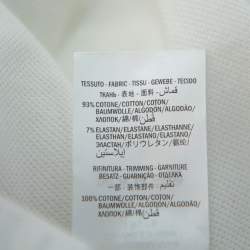 TESSUTO - FABRIC - TISSU - GEWEBE - TECIDO
ТКАНЬ - 表地 - 面料 - قماش
93% COTONE/COTTON/COTON/
BAUMWOLLE/ALGODON/ALGODÃO/
ХЛОПОК/綿/棉/قطن
7% ELASTAN/ELASTANE/ELASTHANNE/
ELASTHAN/ELASTANO/ELASTANO/
ЭЛАСТАН/ポリウレタン/氨纶/
إيلاستين
RIFINITURA - TRIMMING - GARNITURE
BESATZ - GUARNIÇÃO - ОТДЕЛКА
一部 - 装饰部件 - تقليم
100% COTONE/COTTON/COTON/
BAUMWOLLE/ALGODON/ALGODÃO/
ХЛОПОК/綿/棉/قطن